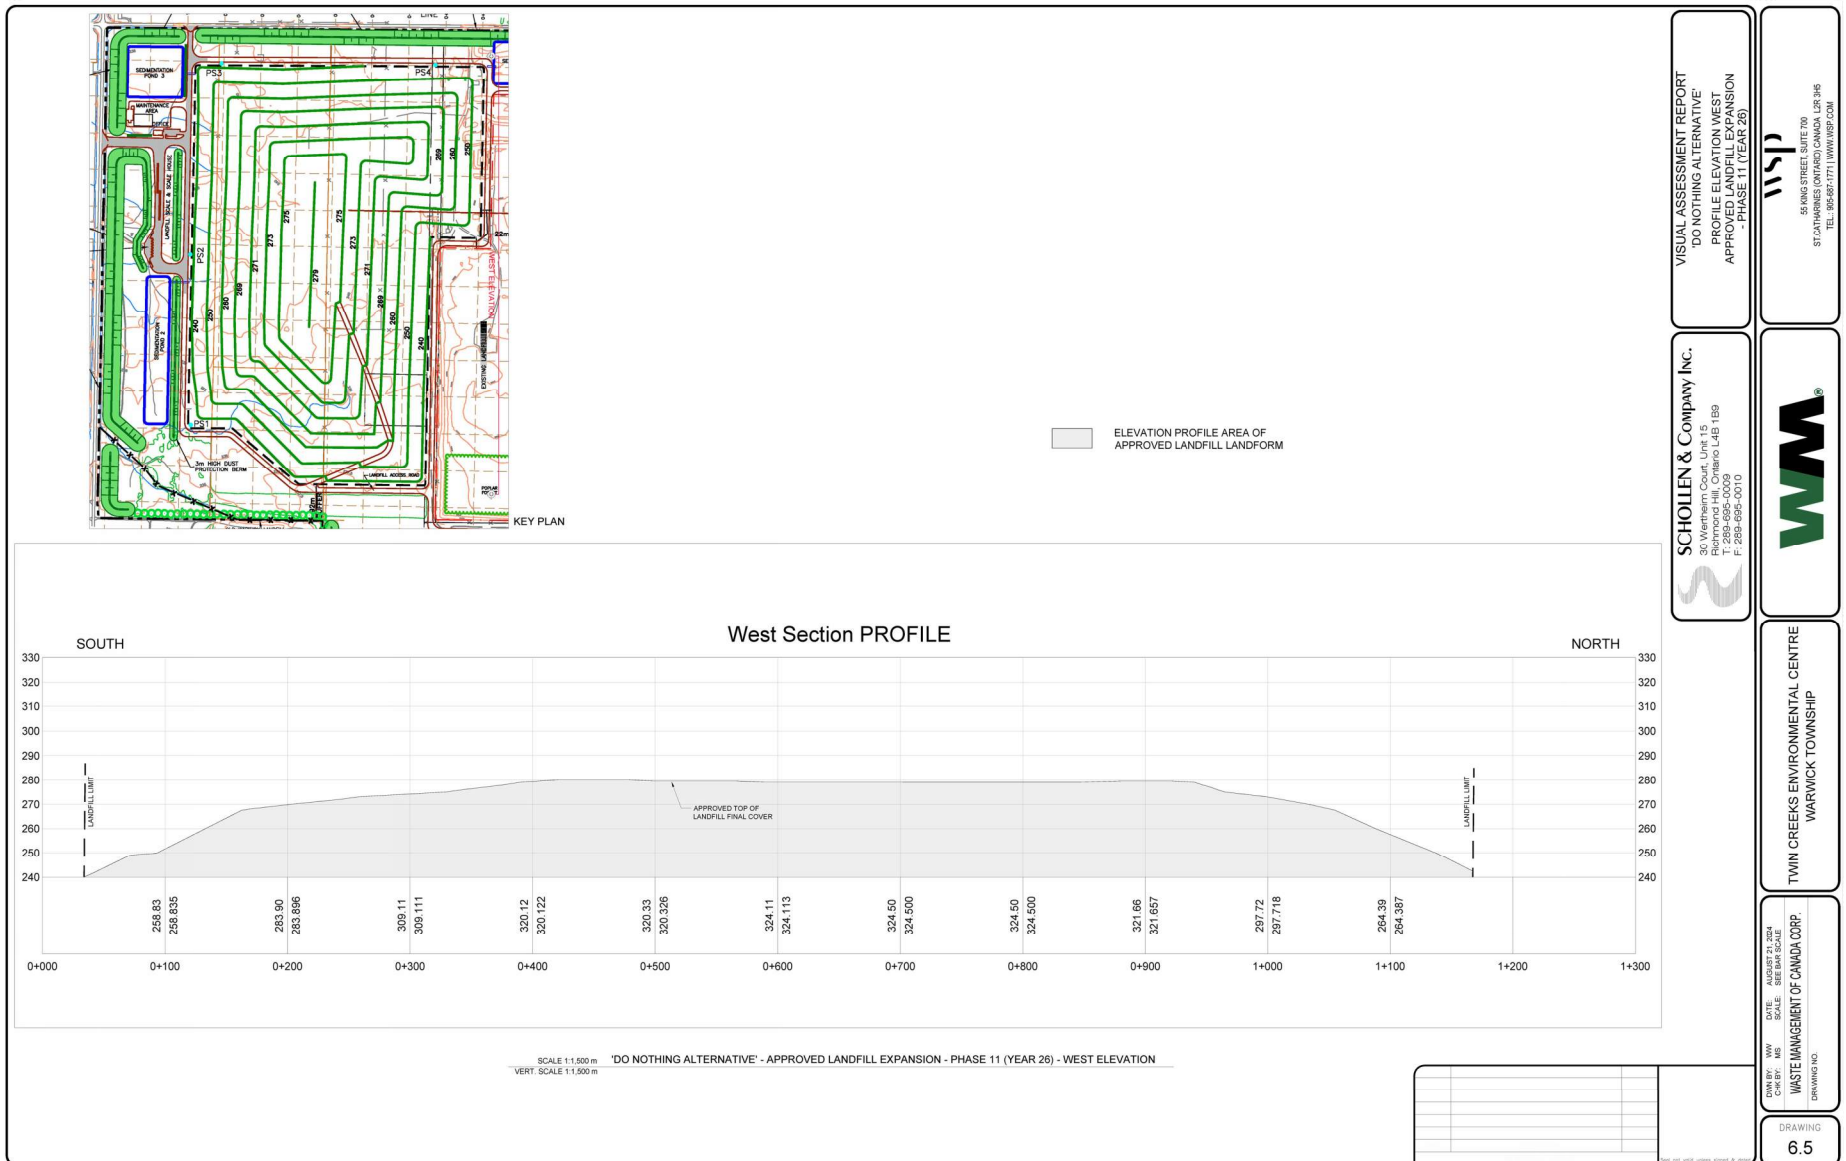 LINE
SEDIMENTATION
POND 3
PS3
PS4
MAINTENANCE
AREA
OFFICE
LANDFILL SCALE & SCALE HOUSE
PS2
SEDIMENTATION
POND 2
PS1
3m HIGH DUST
PROTECTION BERM
LANDFILL ACCESS ROAD
WEST ELEVATION
269
260
250
275
275
273
273
271
271
279
269
269
260
260
250
250
240
240
KEY PLAN
ELEVATION PROFILE AREA OF
APPROVED LANDFILL LANDFORM
West Section PROFILE
SOUTH
NORTH
330
320
310
300
290
280
270
260
250
240
330
320
310
300
290
280
270
260
250
240
LANDFILL LIMIT
APPROVED TOP OF
LANDFILL FINAL COVER
LANDFILL LIMIT
258.83
258.835
283.90
283.896
309.11
309.111
320.12
320.122
320.33
320.326
324.11
324.113
324.50
324.500
324.50
324.500
321.66
321.657
297.72
297.718
264.39
264.387
0+000
0+100
0+200
0+300
0+400
0+500
0+600
0+700
0+800
0+900
1+000
1+100
1+200
1+300
SCALE 1:1,500 m
VERT. SCALE 1:1,500 m
'DO NOTHING ALTERNATIVE' - APPROVED LANDFILL EXPANSION - PHASE 11 (YEAR 26) - WEST ELEVATION
VISUAL ASSESSMENT REPORT
'DO NOTHING ALTERNATIVE'
PROFILE ELEVATION WEST
APPROVED LANDFILL EXPANSION
- PHASE 11 (YEAR 26)
wsp
55 KING STREET, SUITE 700
ST.CATHARINES (ONTARIO) CANADA L2R 3H5
TEL.: 905-687-1771 | WWW.WSP.COM
SCHOLLEN & COMPANY INC.
30 Wertheim Court, Unit 15
Richmond Hill, Ontario L4B 1B9
T: 289-695-0009
F: 289-695-0010
WM®
TWIN CREEKS ENVIRONMENTAL CENTRE
WARWICK TOWNSHIP
DWN BY: WW
CHK BY: MS
DATE: AUGUST 21, 2024
SCALE: SEE BAR SCALE
WASTE MANAGEMENT OF CANADA CORP.
DRAWING NO.
DRAWING
6.5